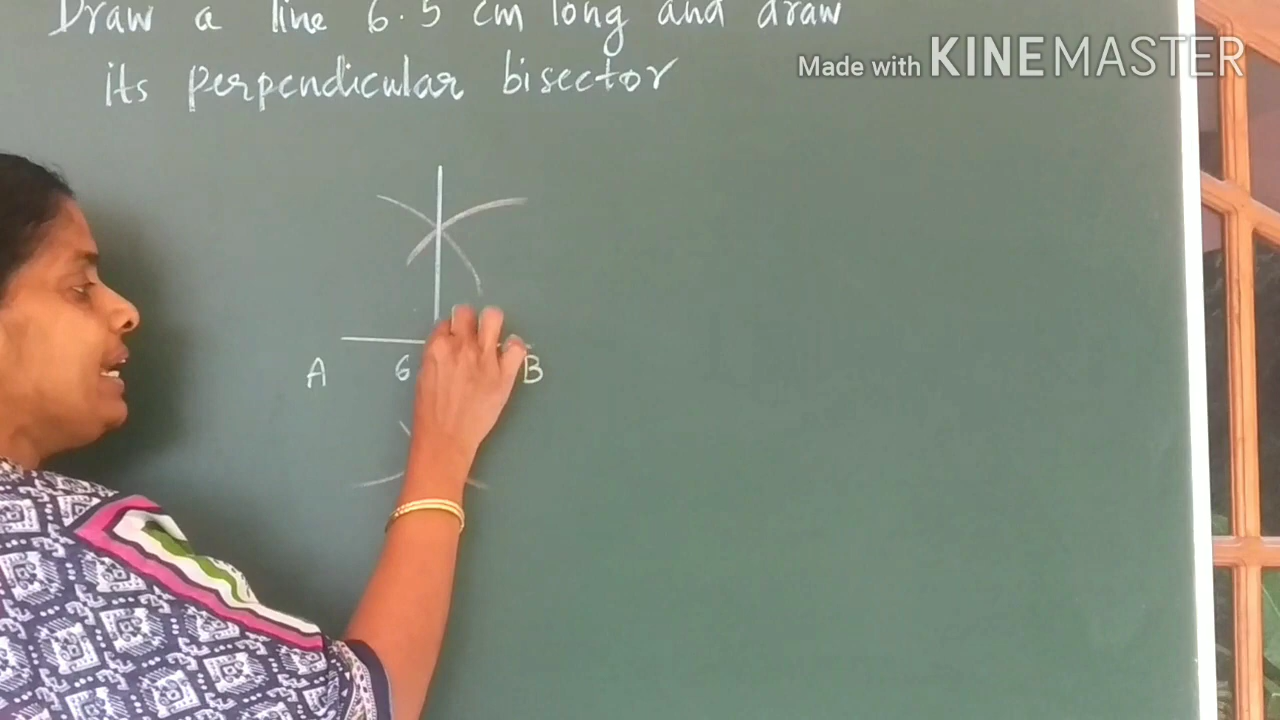 Draw a line 6.5 cm long and draw
its perpendicular bisector
Made with KINEMASTER
A 6 B